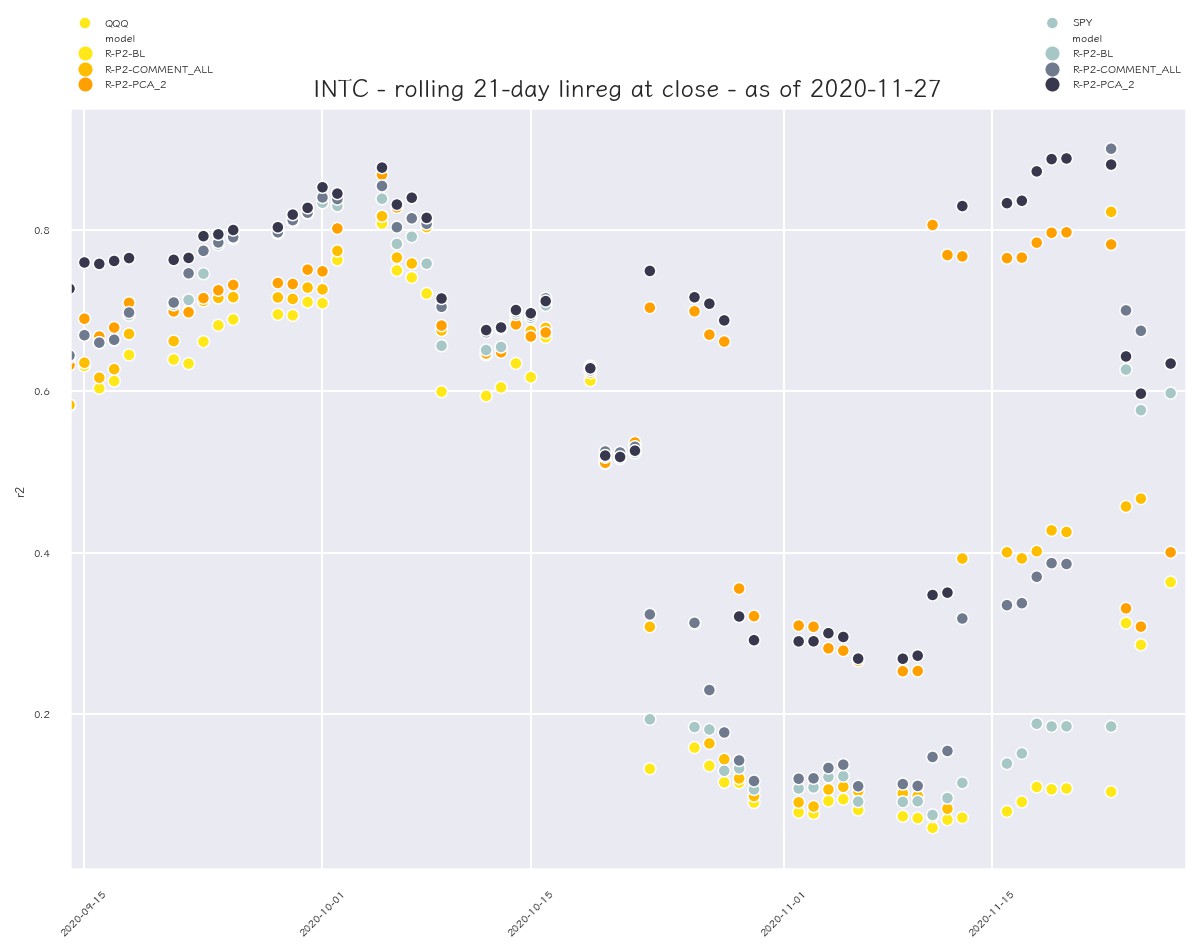 QQQ
model
R-P2-BL
R-P2-COMMENT_ALL
R-P2-PCA_2
SPY
model
R-P2-BL
R-P2-COMMENT_ALL
R-P2-PCA_2
INTC - rolling 21-day linreg at close - as of 2020-11-27
0.8
0.6
r2
0.4
0.2
2020-09-15
2020-10-01
2020-10-15
2020-11-01
2020-11-15